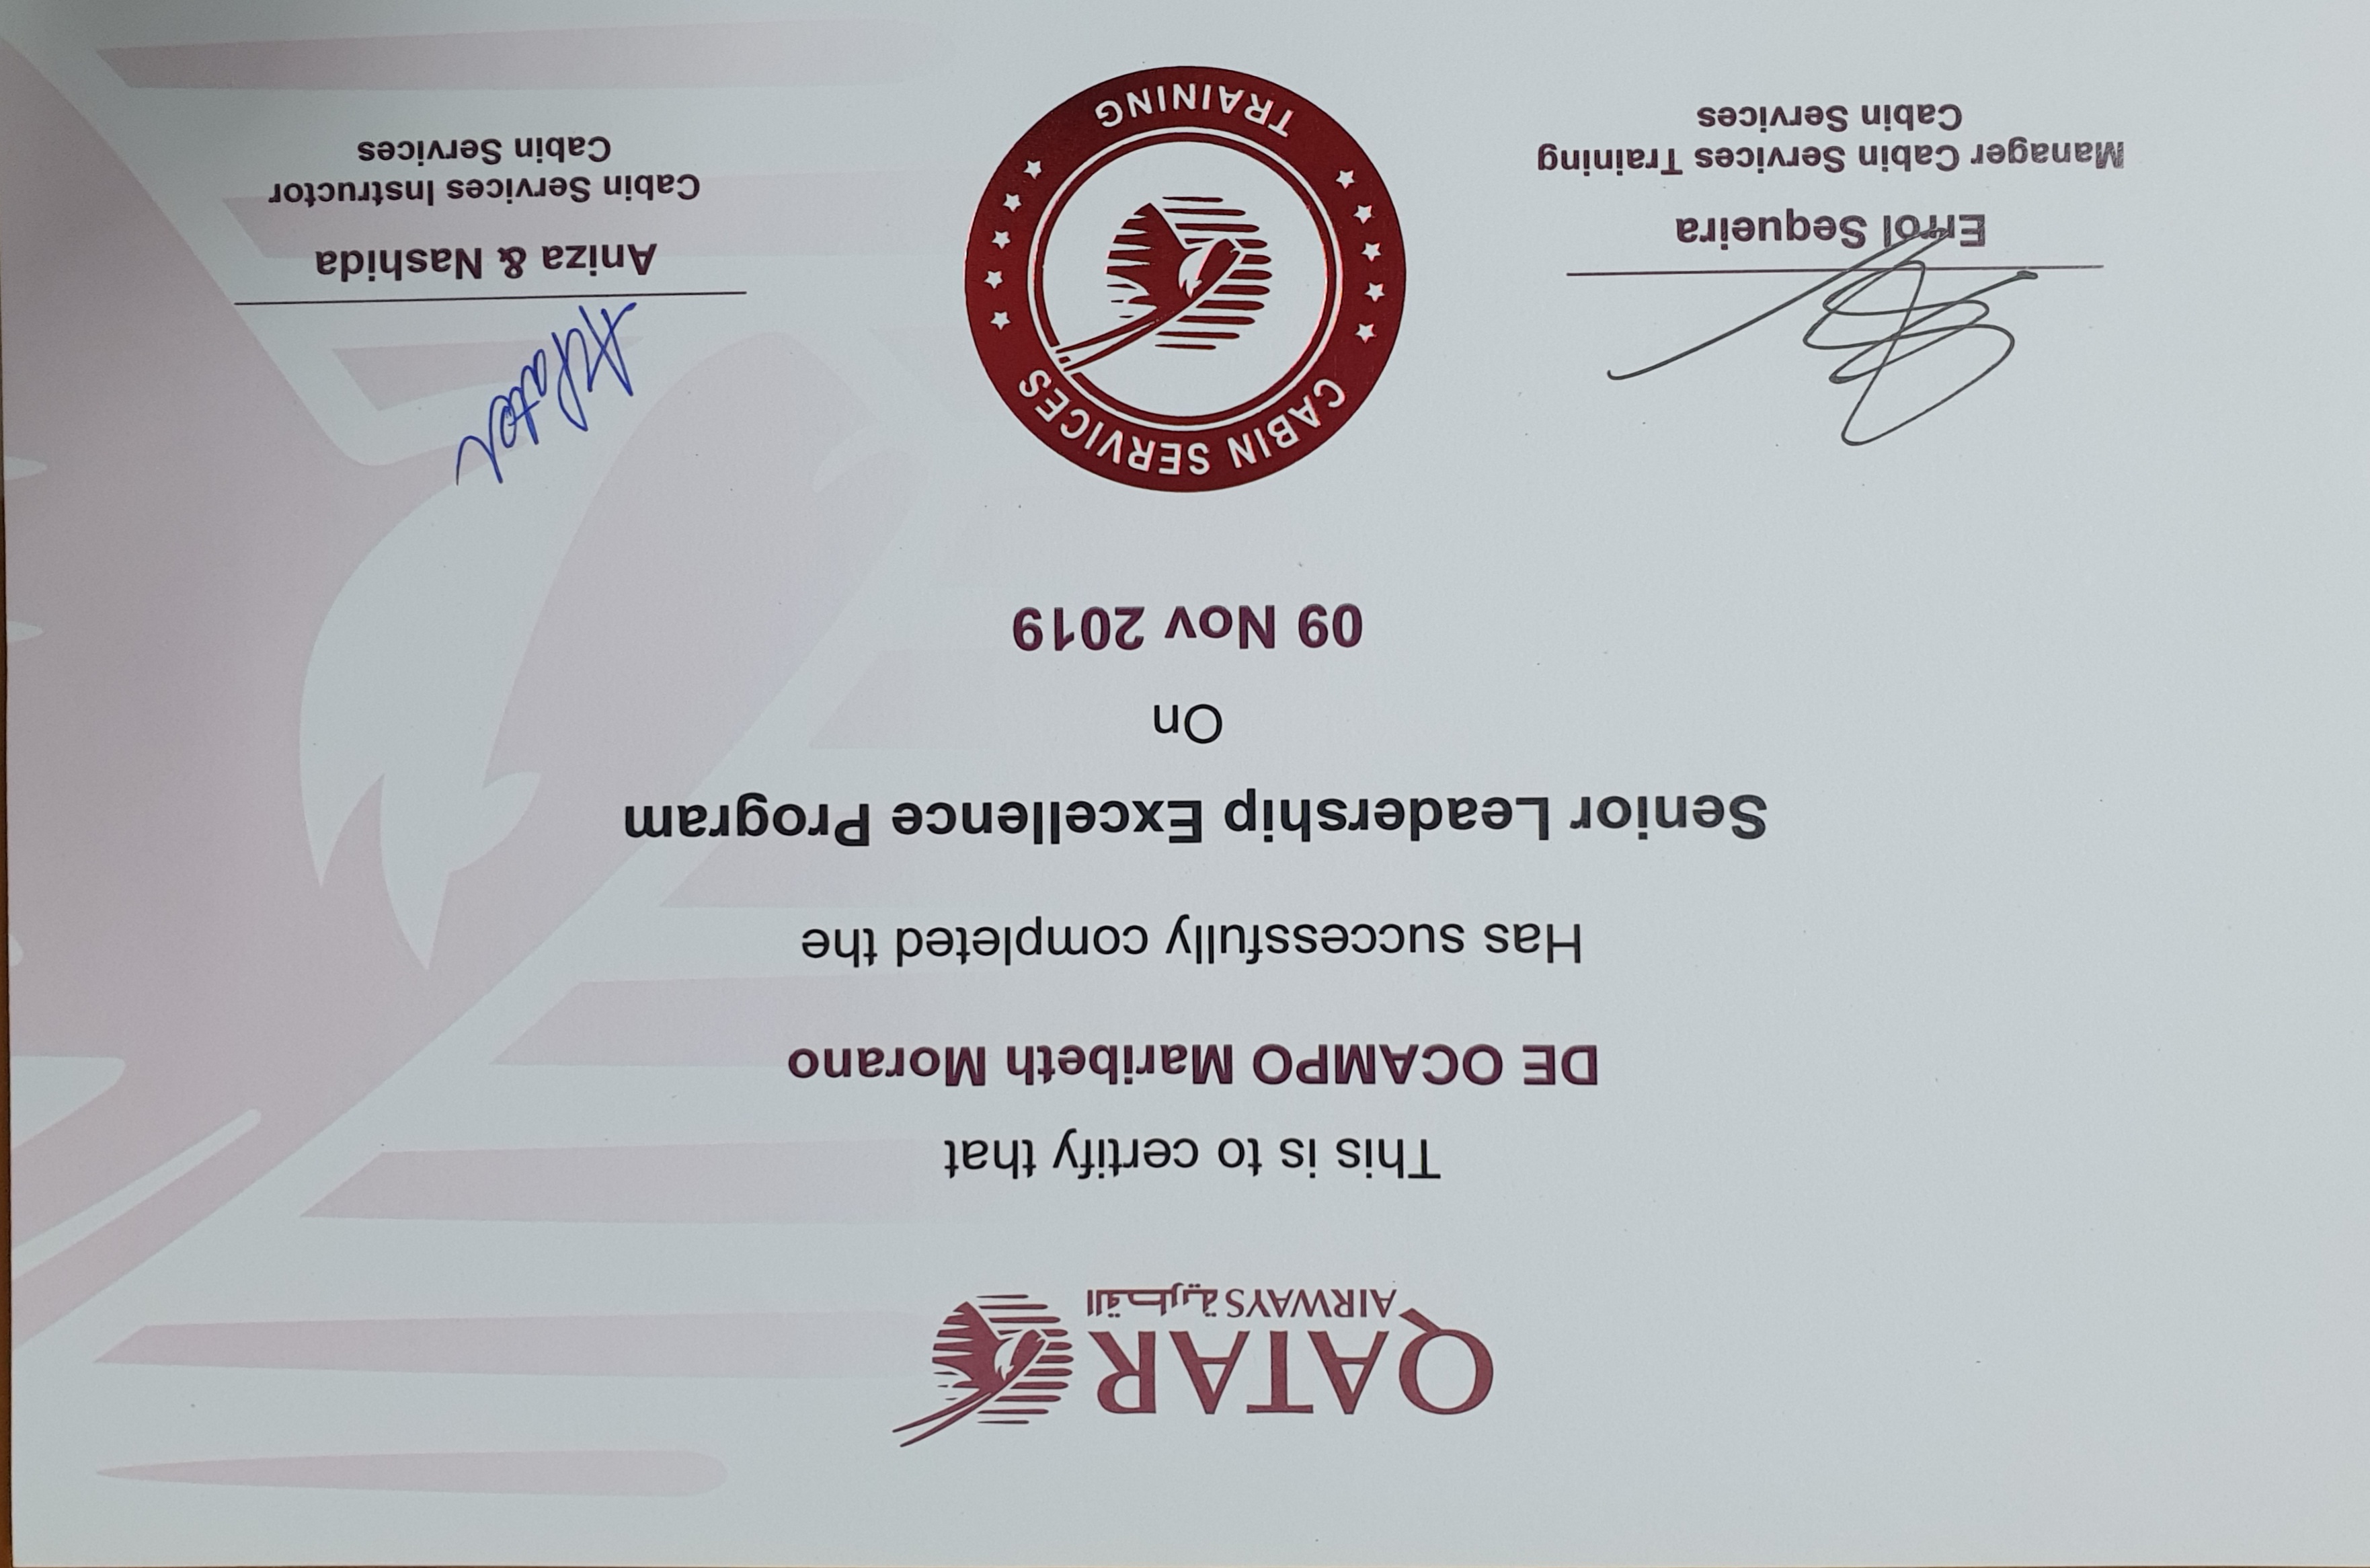 QATAR
AIRWAYS القطرية
This is to certify that
DE OCAMPO Maribeth Morano
Has successfully completed the
Senior Leadership Excellence Program
On
09 Nov 2019
Errol Sequeira
Manager Cabin Services Training
Cabin Services
CABIN SERVICES
TRAINING
Aniza & Nashida
Cabin Services Instructor
Cabin Services